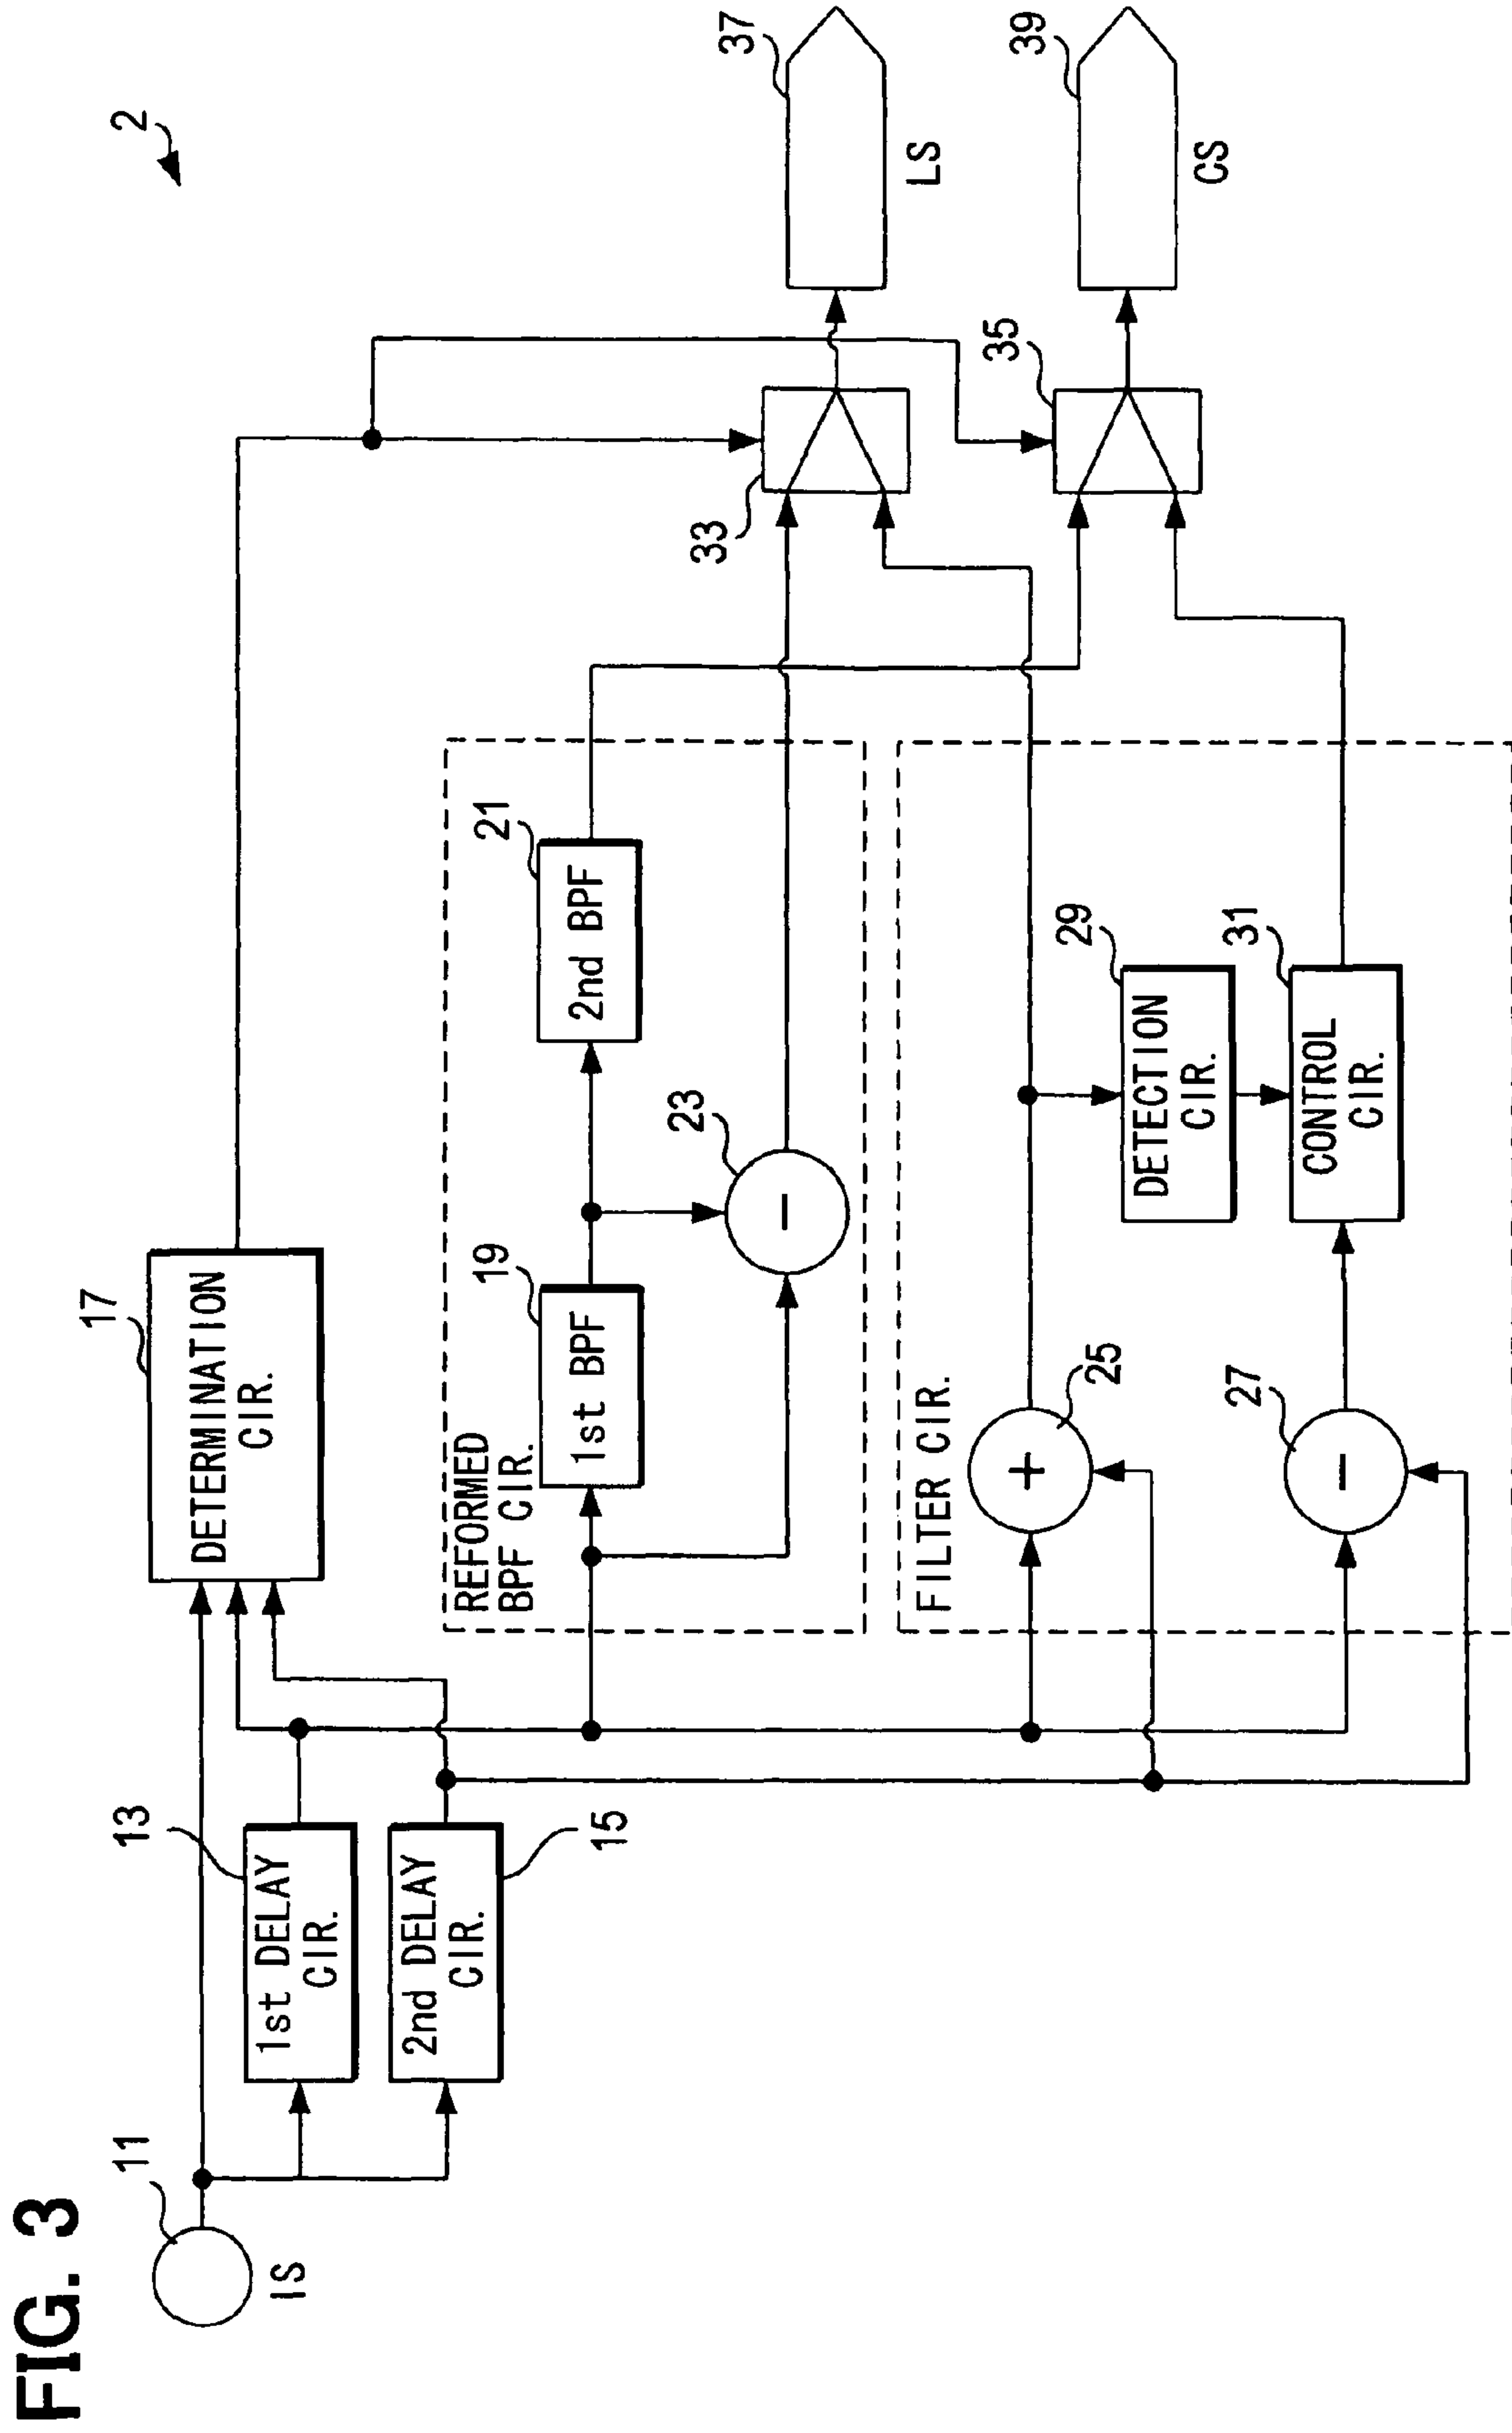 FIG. 3
2
11
IS
13
1st DELAY
CIR.
2nd DELAY
CIR.
15
17
DETERMINATION
CIR.
REFORMED
BPF CIR.
19
1st BPF
21
2nd BPF
23
−
FILTER CIR.
+
25
27
−
29
DETECTION
CIR.
31
CONTROL
CIR.
33
35
37
LS
39
CS